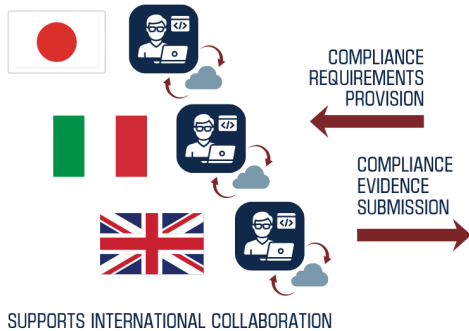 COMPLIANCE
REQUIREMENTS
PROVISION
COMPLIANCE
EVIDENCE
SUBMISSION
SUPPORTS INTERNATIONAL COLLABORATION